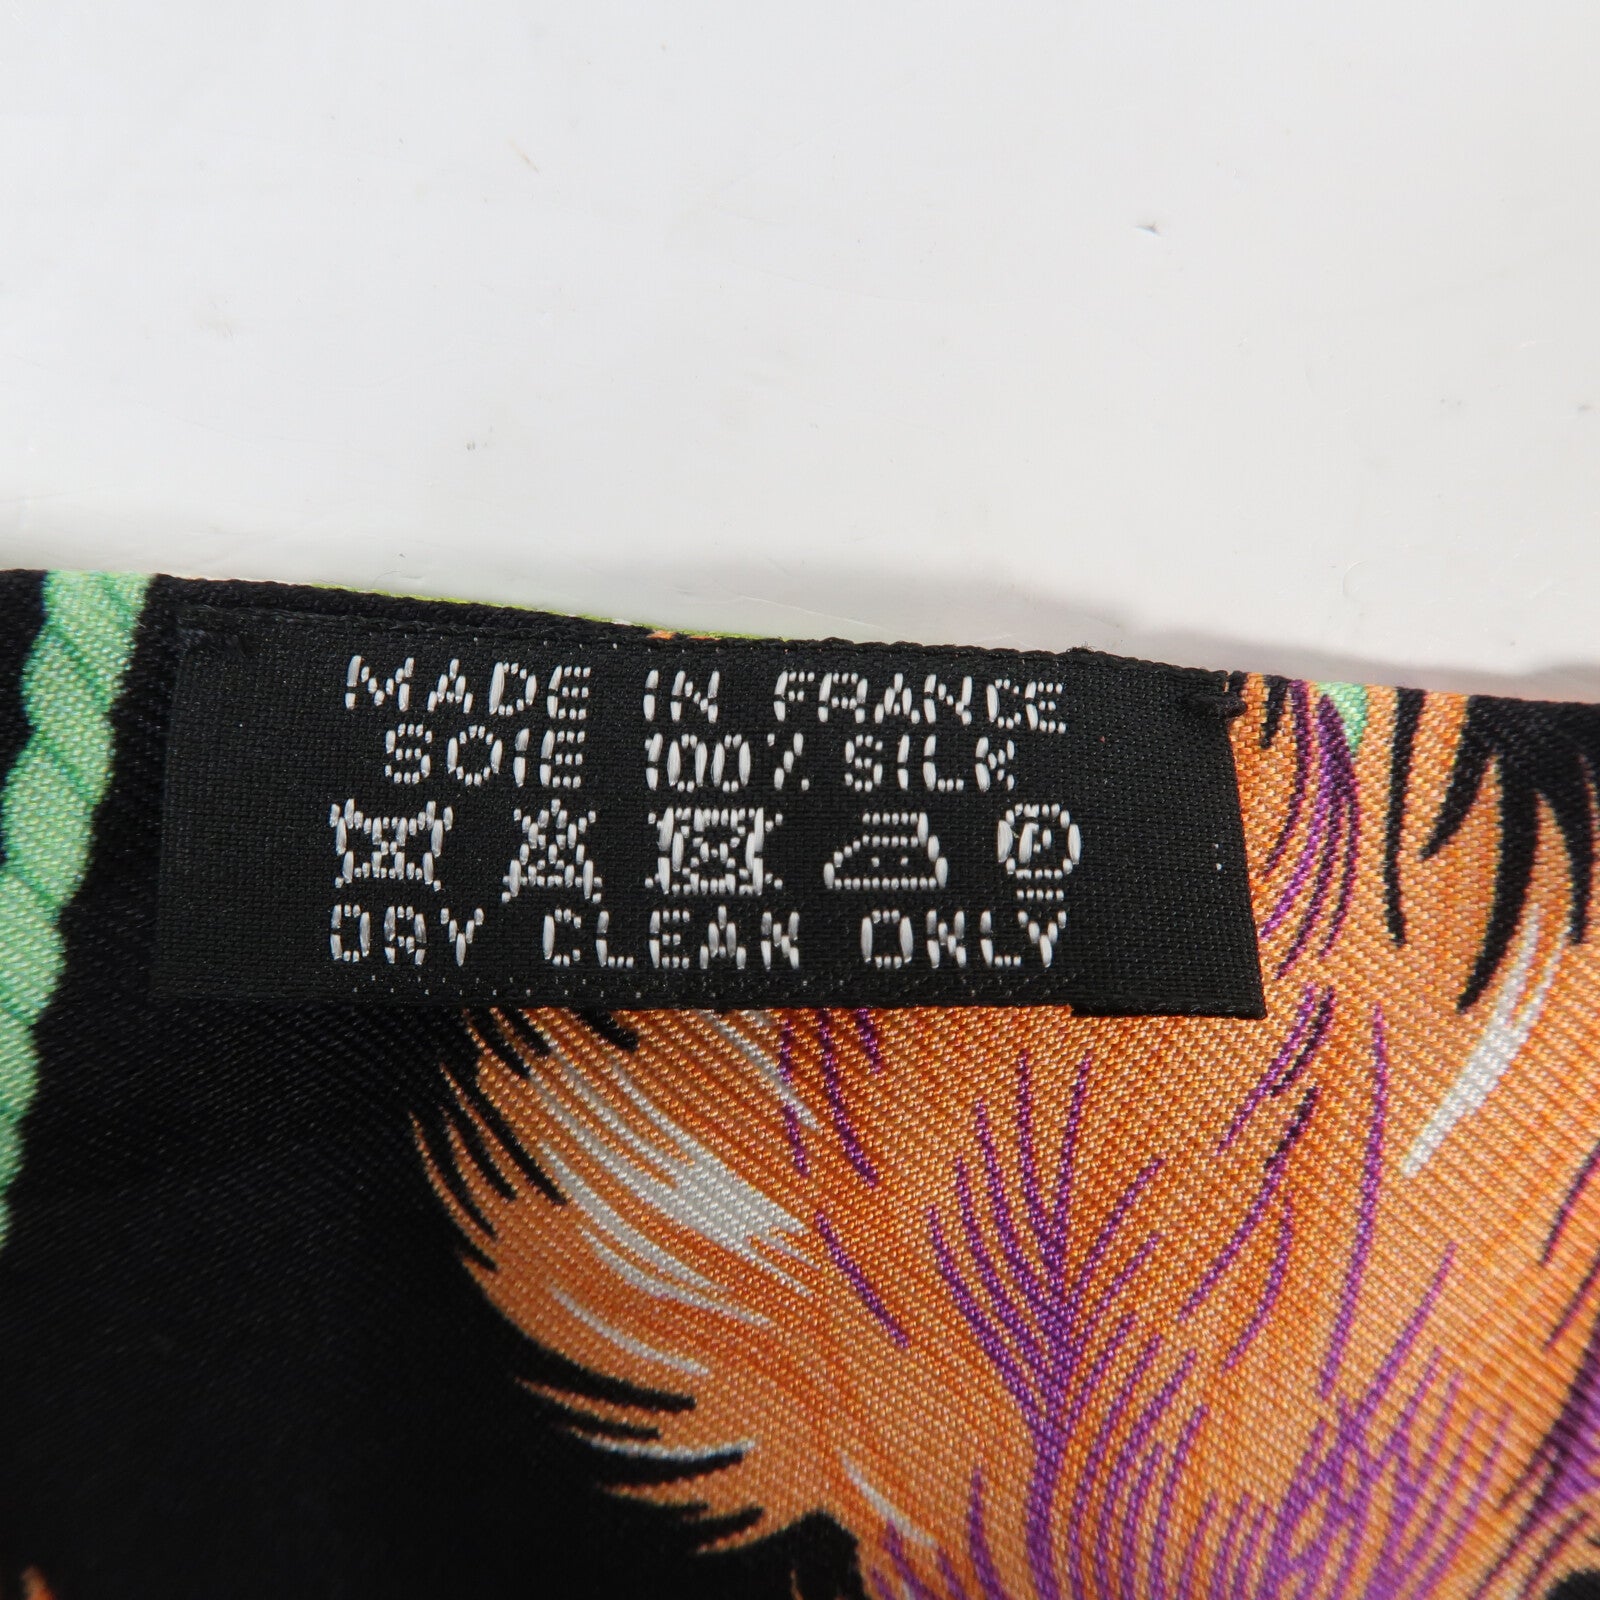 MADE IN FRANCE
SOIE 100% SILK
P
DRY CLEAN ONLY